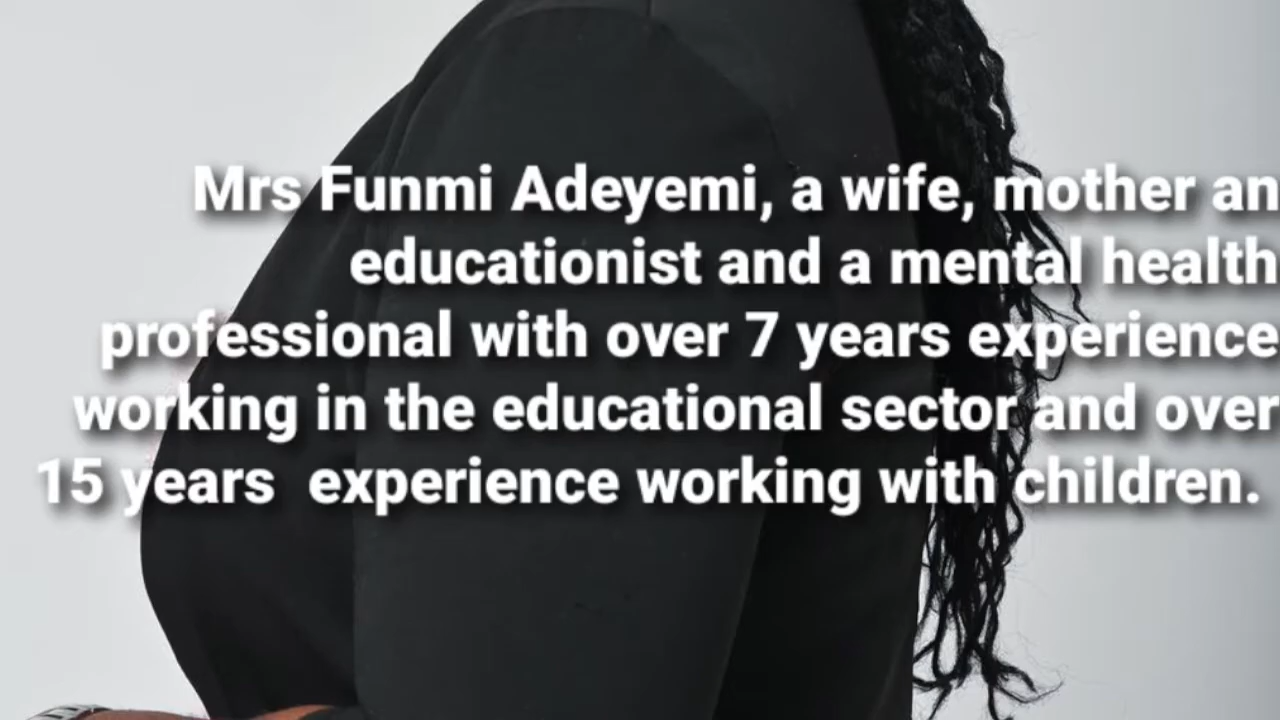 Mrs Funmi Adeyemi, a wife, mother an
educationist and a mental health
professional with over 7 years experience
working in the educational sector and over
15 years  experience working with children.